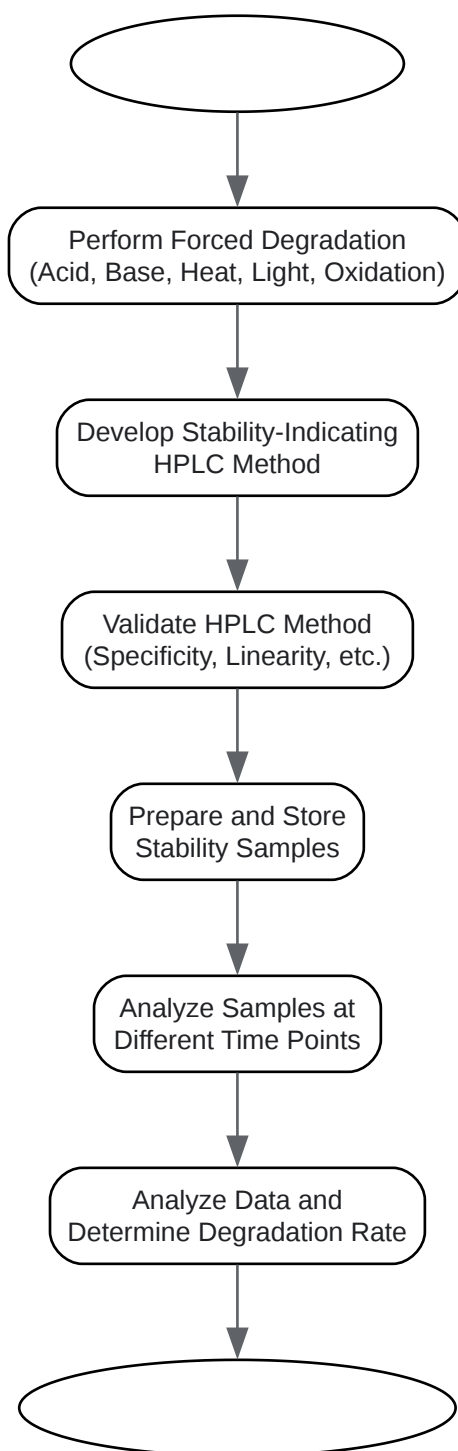 Perform Forced Degradation
(Acid, Base, Heat, Light, Oxidation)
Develop Stability-Indicating
HPLC Method
Validate HPLC Method
(Specificity, Linearity, etc.)
Prepare and Store
Stability Samples
Analyze Samples at
Different Time Points
Analyze Data and
Determine Degradation Rate